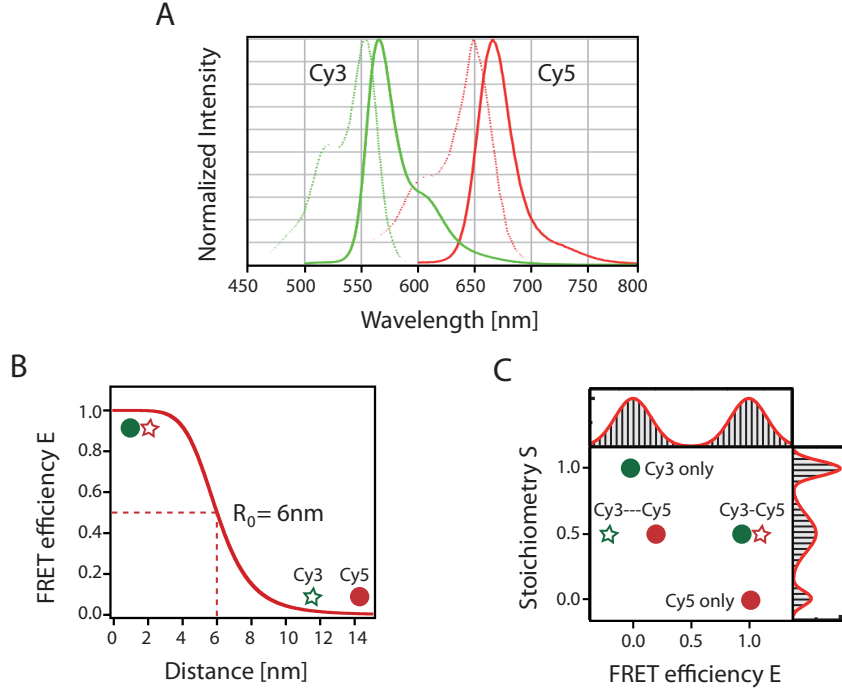 A
Cy3
Cy5
Normalized Intensity
450 500 550 600 650 700 750 800
Wavelength [nm]
B
1.0
0.8
0.6
0.4
0.2
0.0
FRET efficiency E
R0= 6nm
Cy3 Cy5
0 2 4 6 8 10 12 14
Distance [nm]
C
Stoichiometry S
1.0
0.5
0.0
Cy3 only
Cy3---Cy5
Cy3-Cy5
Cy5 only
0.0 0.5 1.0
FRET efficiency E